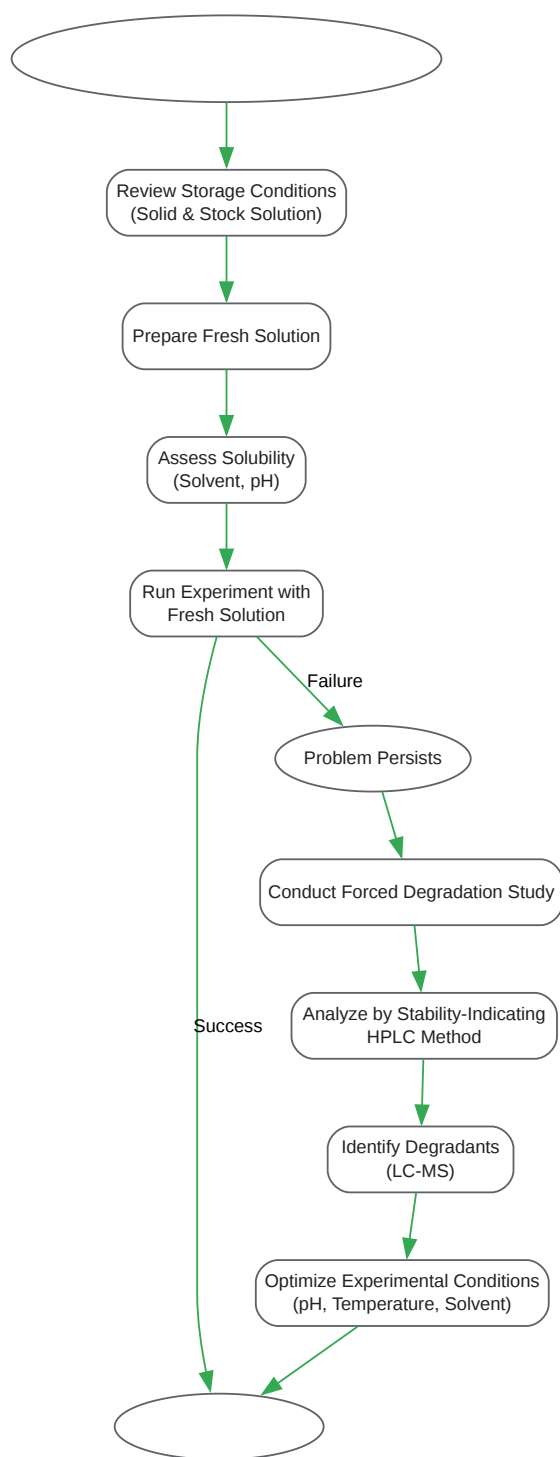 Review Storage Conditions
(Solid & Stock Solution)
Prepare Fresh Solution
Assess Solubility
(Solvent, pH)
Run Experiment with
Fresh Solution
Failure
Problem Persists
Conduct Forced Degradation Study
Analyze by Stability-Indicating
HPLC Method
Success
Identify Degradants
(LC-MS)
Optimize Experimental Conditions
(pH, Temperature, Solvent)